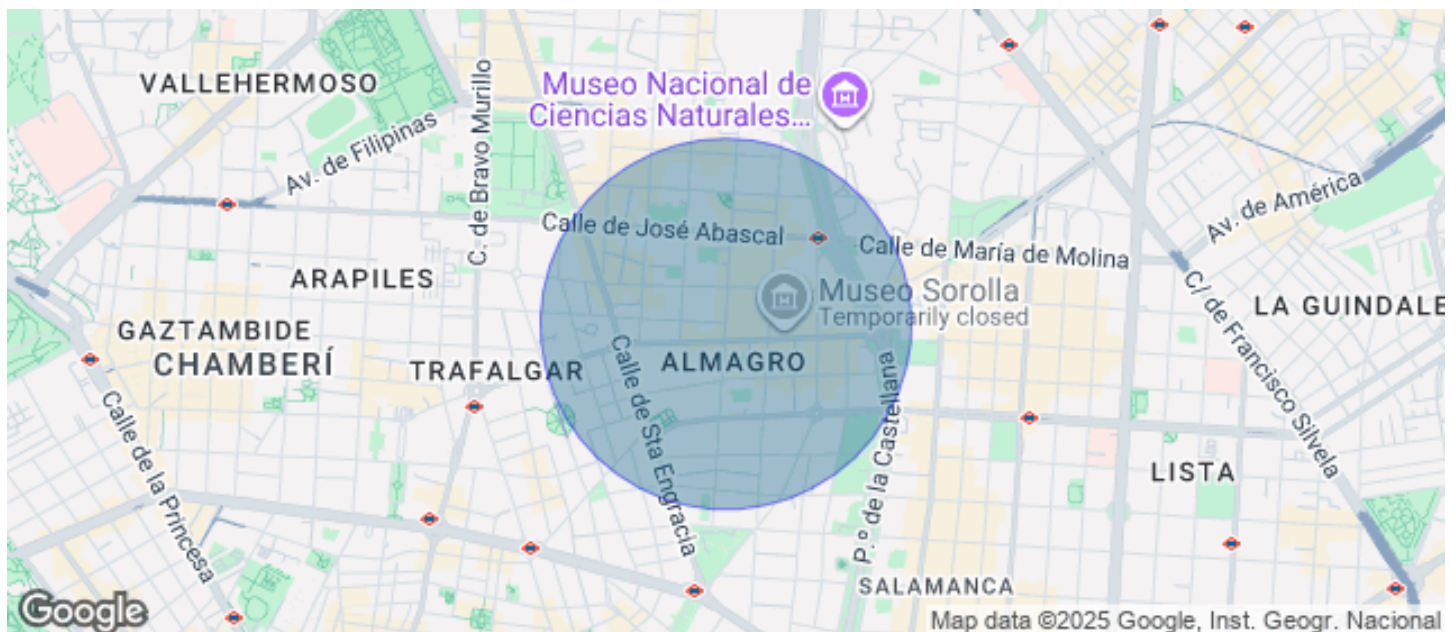 VALLEHERMOSO
Museo Nacional de
Ciencias Naturales...
Av. de Filipinas
C. de Bravo Murillo
Av. de América
Calle de José Abascal
Calle de María de Molina
ARAPILES
Museo Sorolla
Temporarily closed
LA GUINDALE
C/ de Francisco Silvela
GAZTAMBIDE
CHAMBERÍ
TRAFALGAR
ALMAGRO
Calle de Sta Engracia
P.º de la Castellana
Calle de la Princesa
LISTA
SALAMANCA
Google
Map data ©2025 Google, Inst. Geogr. Nacional